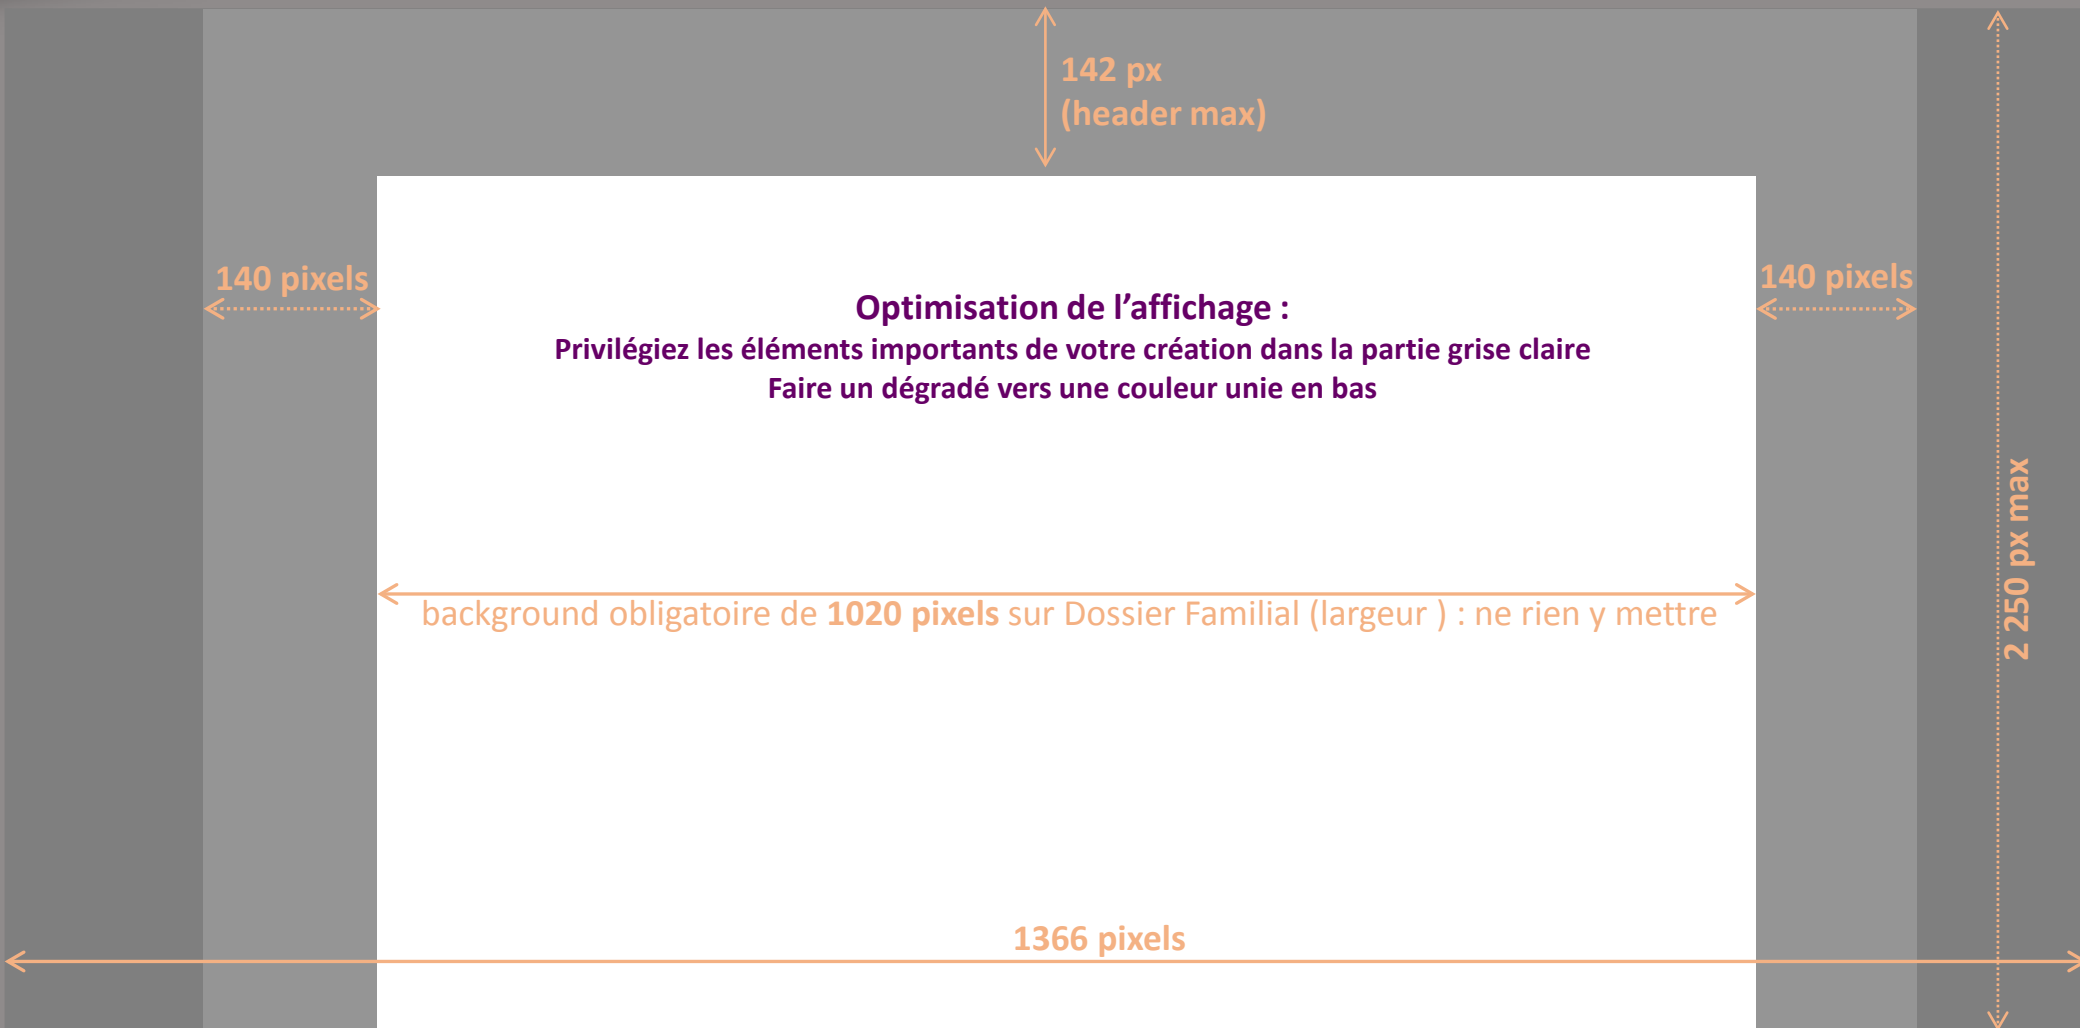 142 px
(header max)
140 pixels
140 pixels
Optimisation de l’affichage :
Privilégiez les éléments importants de votre création dans la partie grise claire
Faire un dégradé vers une couleur unie en bas
2 250 px max
background obligatoire de 1020 pixels sur Dossier Familial (largeur ) : ne rien y mettre
1366 pixels